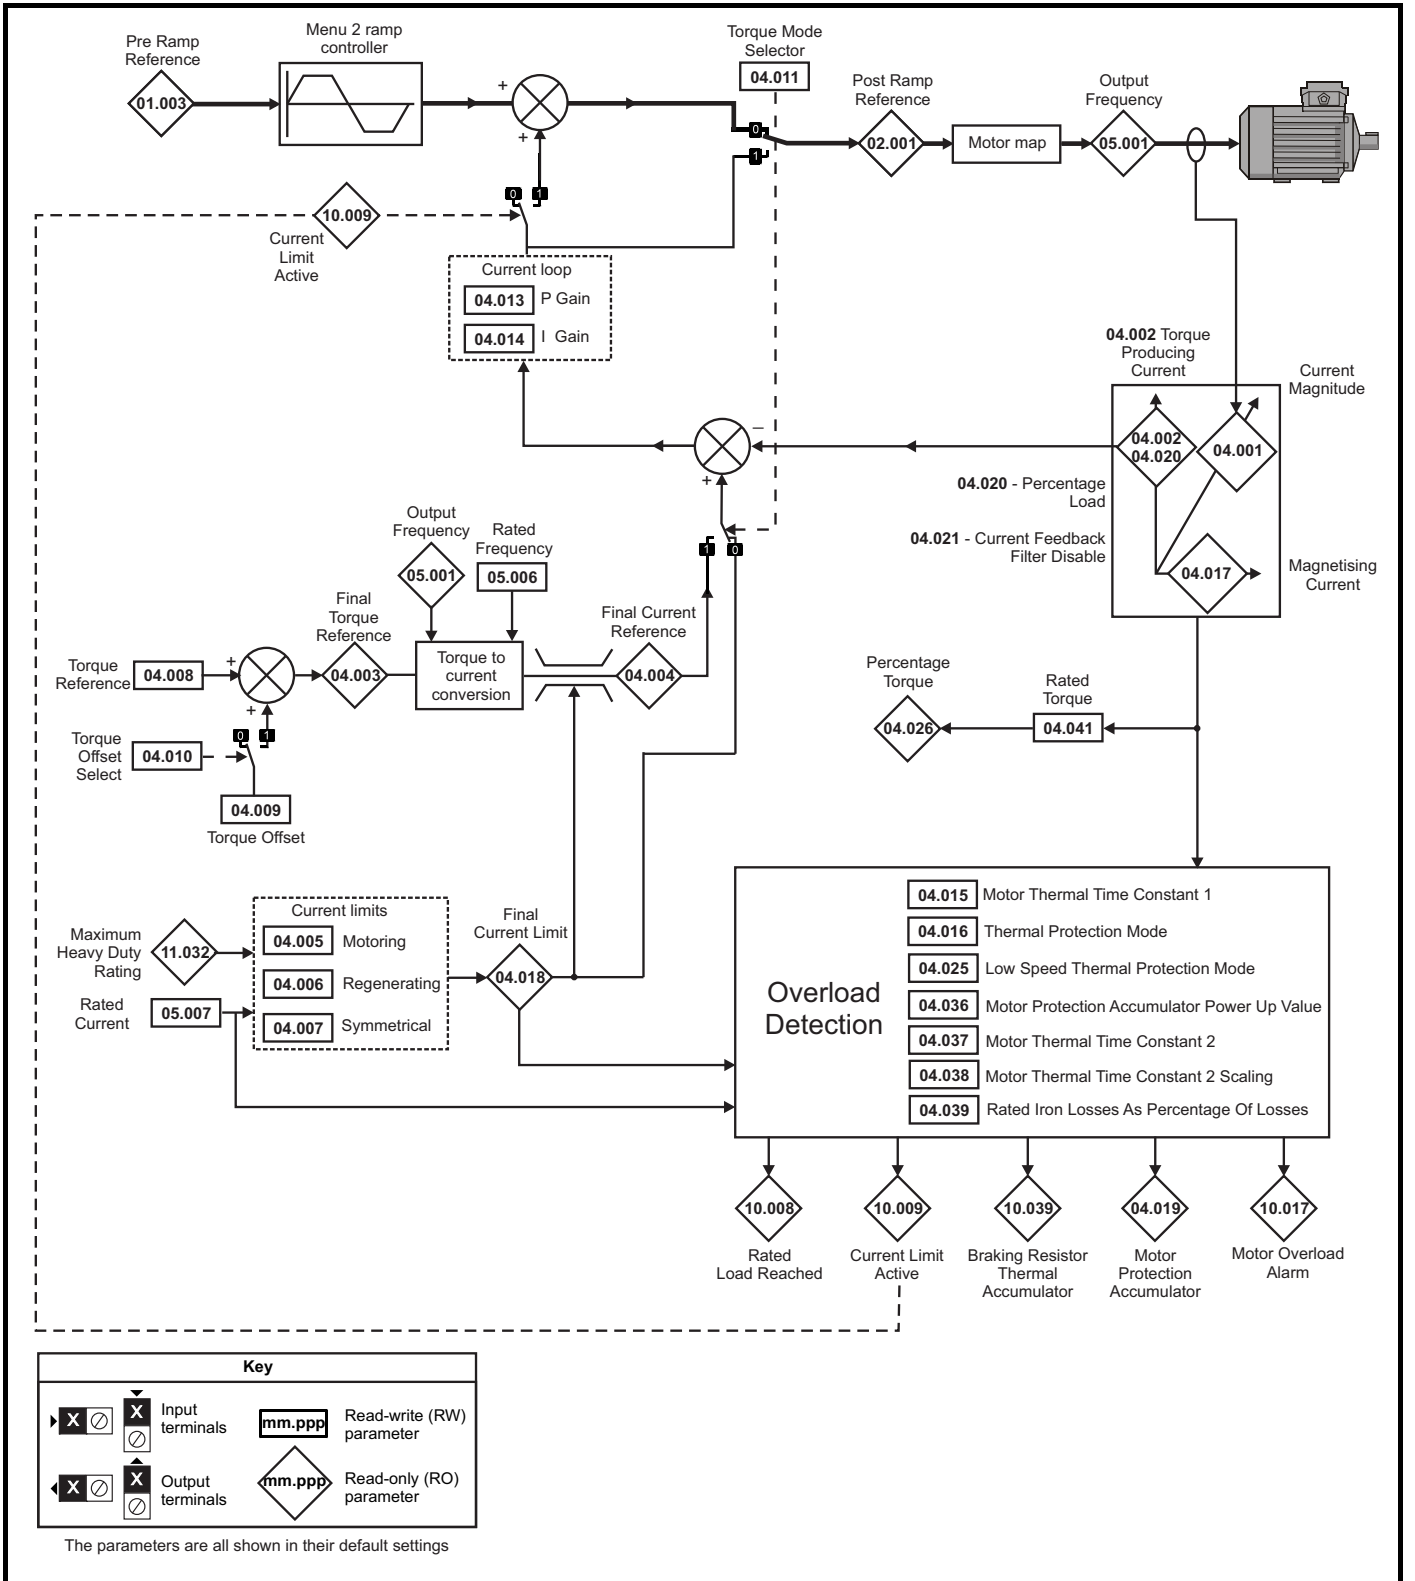 Pre Ramp
Reference
01.003
Menu 2 ramp
controller
+
+
Torque Mode
Selector
04.011
0
1
Post Ramp
Reference
02.001
Motor map
Output
Frequency
05.001
0
1
10.009
Current
Limit
Active
Current loop
04.013 P Gain
04.014 I Gain
04.002 Torque
Producing
Current
Current
Magnitude
04.002
04.020
04.001
04.020 - Percentage
Load
04.021 - Current Feedback
Filter Disable
04.017
Magnetising
Current
–
+
1
0
Output
Frequency
05.001
Rated
Frequency
05.006
Final
Torque
Reference
04.003
Torque to
current
conversion
Final Current
Reference
04.004
Torque
Reference
04.008
+
+
0
1
Torque
Offset
Select
04.010
04.009
Torque Offset
Percentage
Torque
04.026
Rated
Torque
04.041
Maximum
Heavy Duty
Rating
11.032
Rated
Current
05.007
Current limits
04.005 Motoring
04.006 Regenerating
04.007 Symmetrical
Final
Current Limit
04.018
Overload
Detection
04.015 Motor Thermal Time Constant 1
04.016 Thermal Protection Mode
04.025 Low Speed Thermal Protection Mode
04.036 Motor Protection Accumulator Power Up Value
04.037 Motor Thermal Time Constant 2
04.038 Motor Thermal Time Constant 2 Scaling
04.039 Rated Iron Losses As Percentage Of Losses
10.008
Rated
Load Reached
10.009
Current Limit
Active
10.039
Braking Resistor
Thermal
Accumulator
04.019
Motor
Protection
Accumulator
10.017
Motor Overload
Alarm
Key
X
X
Input
terminals
mm.ppp
Read-write (RW)
parameter
X
X
Output
terminals
mm.ppp
Read-only (RO)
parameter
The parameters are all shown in their default settings